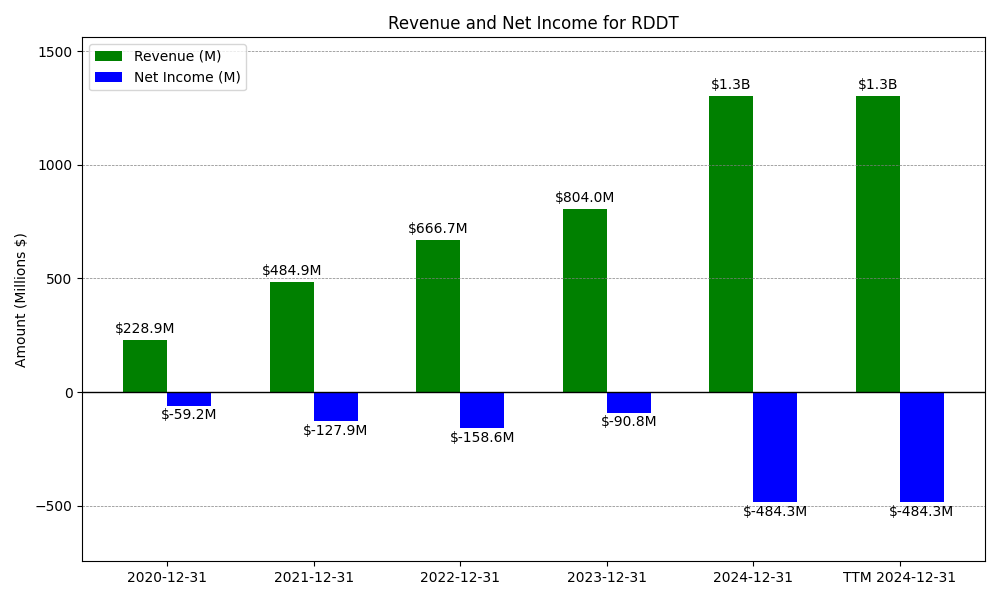 Revenue and Net Income for RDDT
Revenue (M)
Net Income (M)
Amount (Millions $)
1500
1000
500
0
−500
$228.9M
$-59.2M
$484.9M
$-127.9M
$666.7M
$-158.6M
$804.0M
$-90.8M
$1.3B
$-484.3M
$1.3B
$-484.3M
2020-12-31
2021-12-31
2022-12-31
2023-12-31
2024-12-31
TTM 2024-12-31